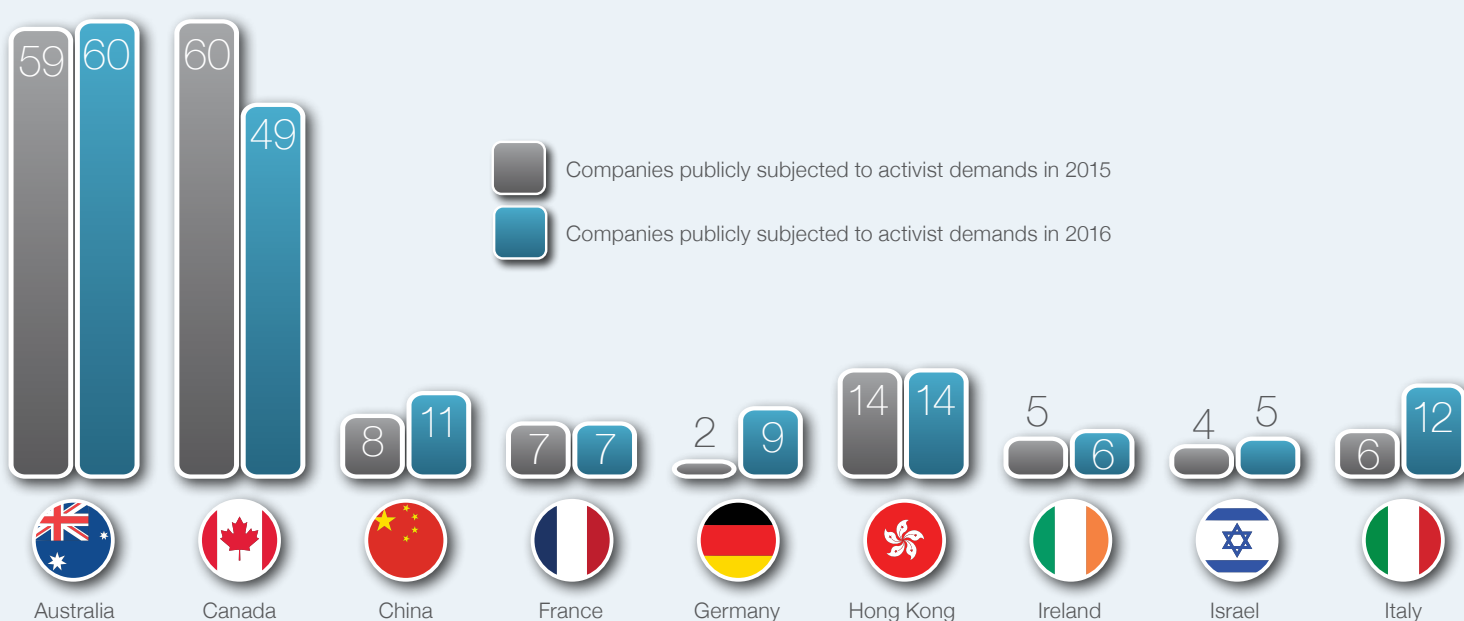 59 60 60 49
Companies publicly subjected to activist demands in 2015
Companies publicly subjected to activist demands in 2016
8 11 7 7 2 9 14 14 5 6 4 5 6 12
Australia Canada China France Germany Hong Kong Ireland Israel Italy